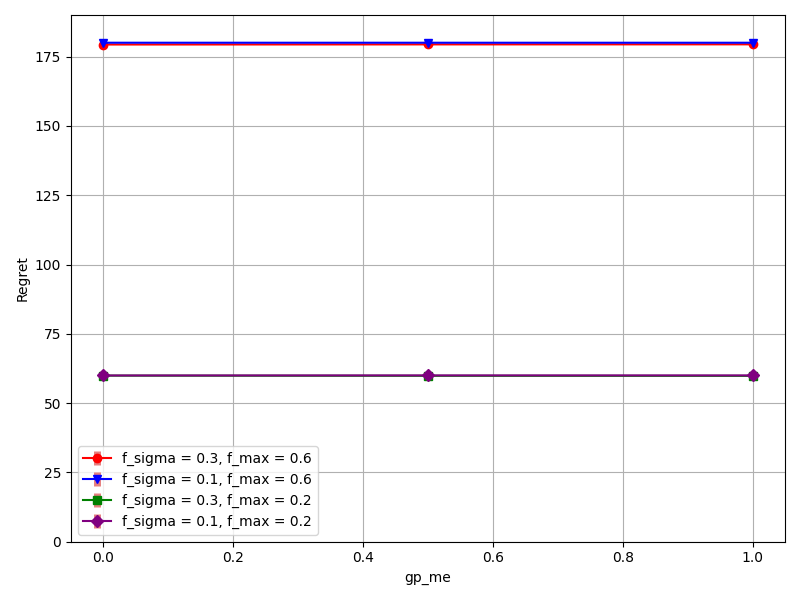 175
150
125
100
75
50
25
0
Regret
f_sigma = 0.3, f_max = 0.6
f_sigma = 0.1, f_max = 0.6
f_sigma = 0.3, f_max = 0.2
f_sigma = 0.1, f_max = 0.2
0.0 0.2 0.4 0.6 0.8 1.0
gp_me